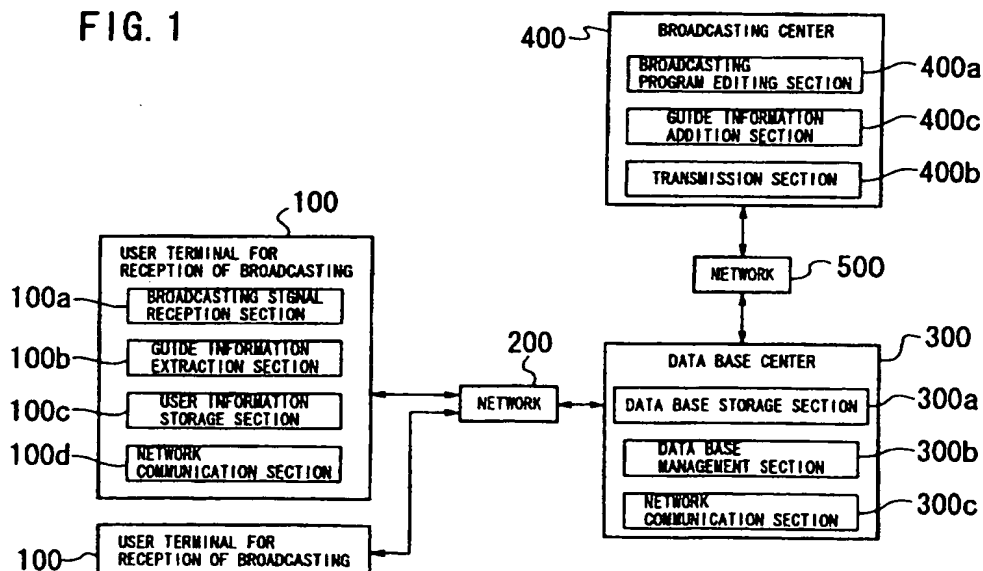 FIG. 1
400
BROADCASTING CENTER
BROADCASTING
PROGRAM EDITING SECTION
400a
GUIDE INFORMATION
ADDITION SECTION
400c
TRANSMISSION SECTION
400b
NETWORK
500
100
USER TERMINAL FOR
RECEPTION OF BROADCASTING
100a
BROADCASTING SIGNAL
RECEPTION SECTION
100b
GUIDE INFORMATION
EXTRACTION SECTION
100c
USER INFORMATION
STORAGE SECTION
100d
NETWORK
COMMUNICATION SECTION
200
NETWORK
DATA BASE CENTER
300
DATA BASE STORAGE SECTION
300a
DATA BASE
MANAGEMENT SECTION
300b
NETWORK
COMMUNICATION SECTION
300c
100
USER TERMINAL FOR
RECEPTION OF BROADCASTING